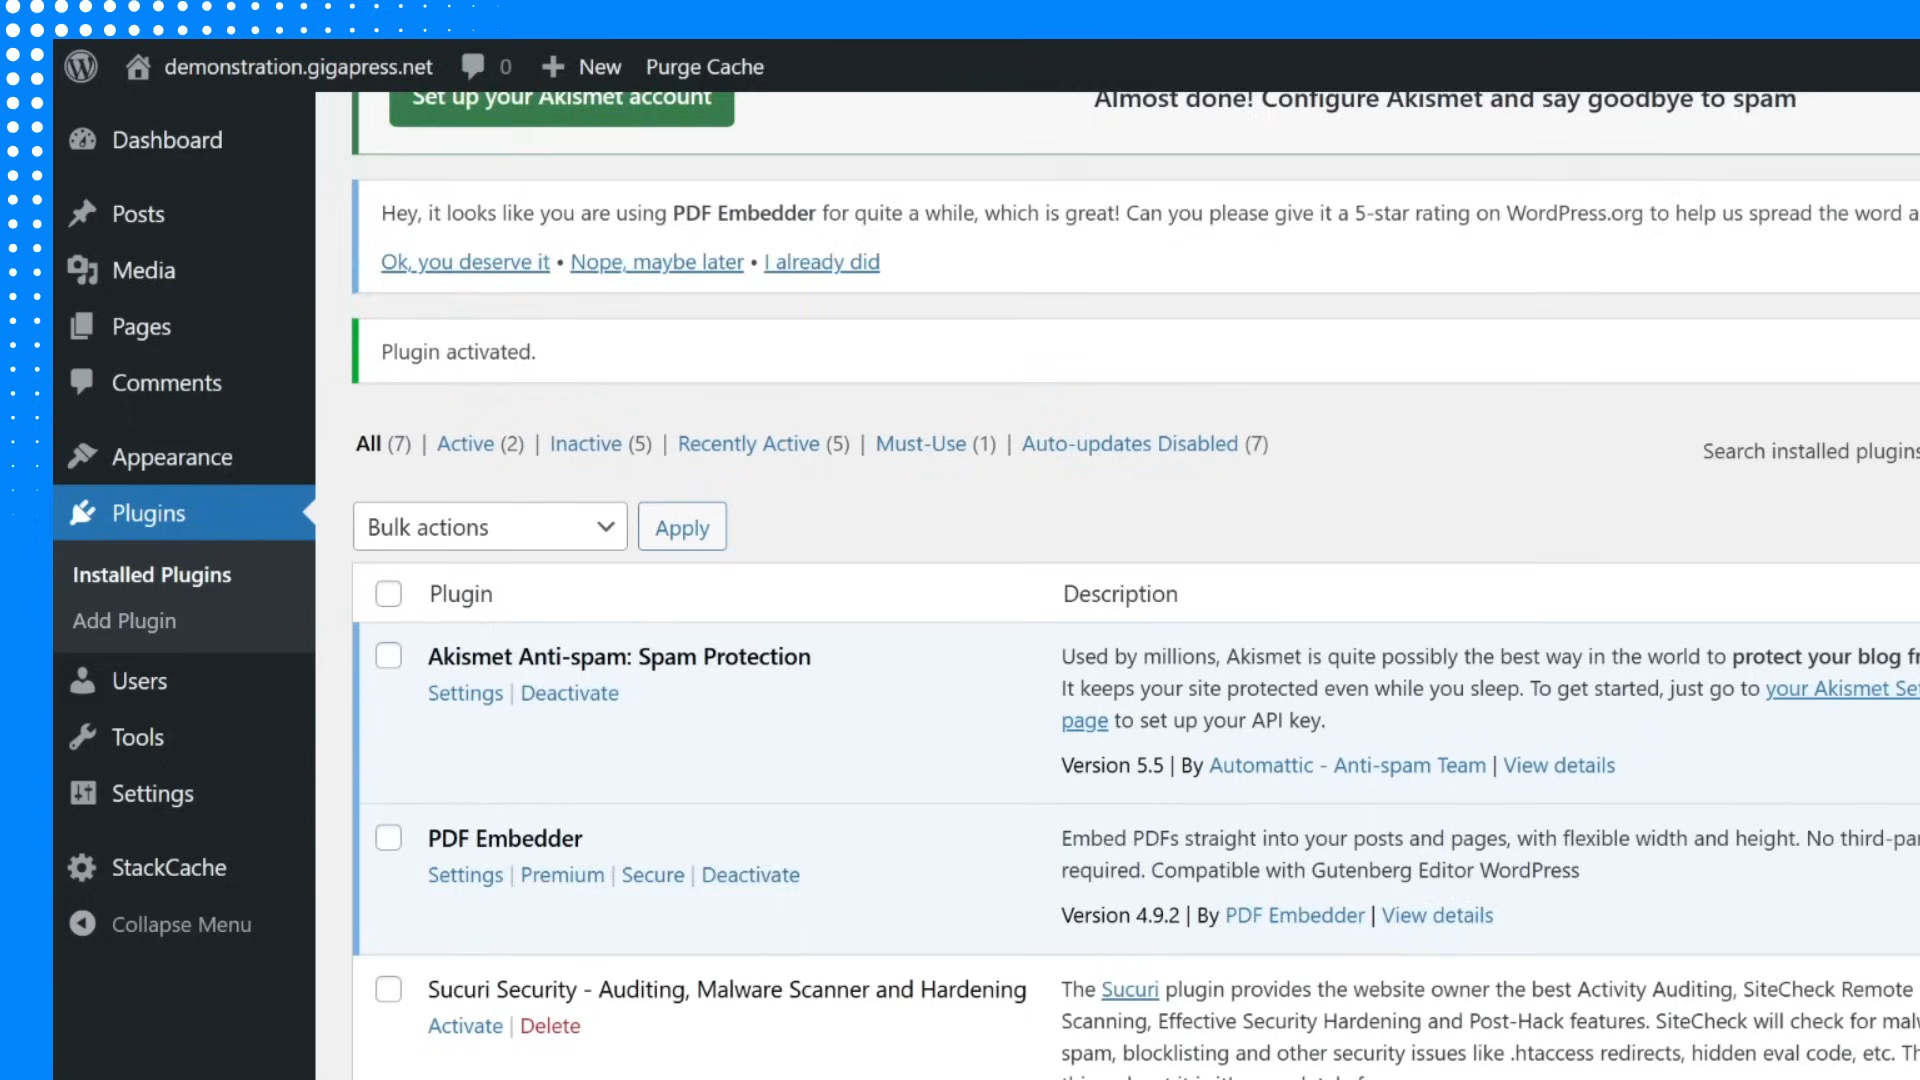 demonstration.gigapress.net 0 New Purge Cache
Set up your Akismet account
Almost done! Configure Akismet and say goodbye to spam
Dashboard
Posts
Media
Pages
Comments
Appearance
Plugins
Installed Plugins
Add Plugin
Users
Tools
Settings
StackCache
Collapse Menu
Hey, it looks like you are using PDF Embedder for quite a while, which is great! Can you please give it a 5-star rating on WordPress.org to help us spread the word a
Ok, you deserve it • Nope, maybe later • I already did
Plugin activated.
All (7) | Active (2) | Inactive (5) | Recently Active (5) | Must-Use (1) | Auto-updates Disabled (7)
Search installed plugins
Bulk actions Apply
Plugin Description
Akismet Anti-spam: Spam Protection
Settings | Deactivate
Used by millions, Akismet is quite possibly the best way in the world to protect your blog fr
It keeps your site protected even while you sleep. To get started, just go to your Akismet Set
page to set up your API key.
Version 5.5 | By Automattic - Anti-spam Team | View details
PDF Embedder
Settings | Premium | Secure | Deactivate
Embed PDFs straight into your posts and pages, with flexible width and height. No third-par
required. Compatible with Gutenberg Editor WordPress
Version 4.9.2 | By PDF Embedder | View details
Sucuri Security - Auditing, Malware Scanner and Hardening
Activate | Delete
The Sucuri plugin provides the website owner the best Activity Auditing, SiteCheck Remote
Scanning, Effective Security Hardening and Post-Hack features. SiteCheck will check for malw
spam, blocklisting and other security issues like .htaccess redirects, hidden eval code, etc. Th